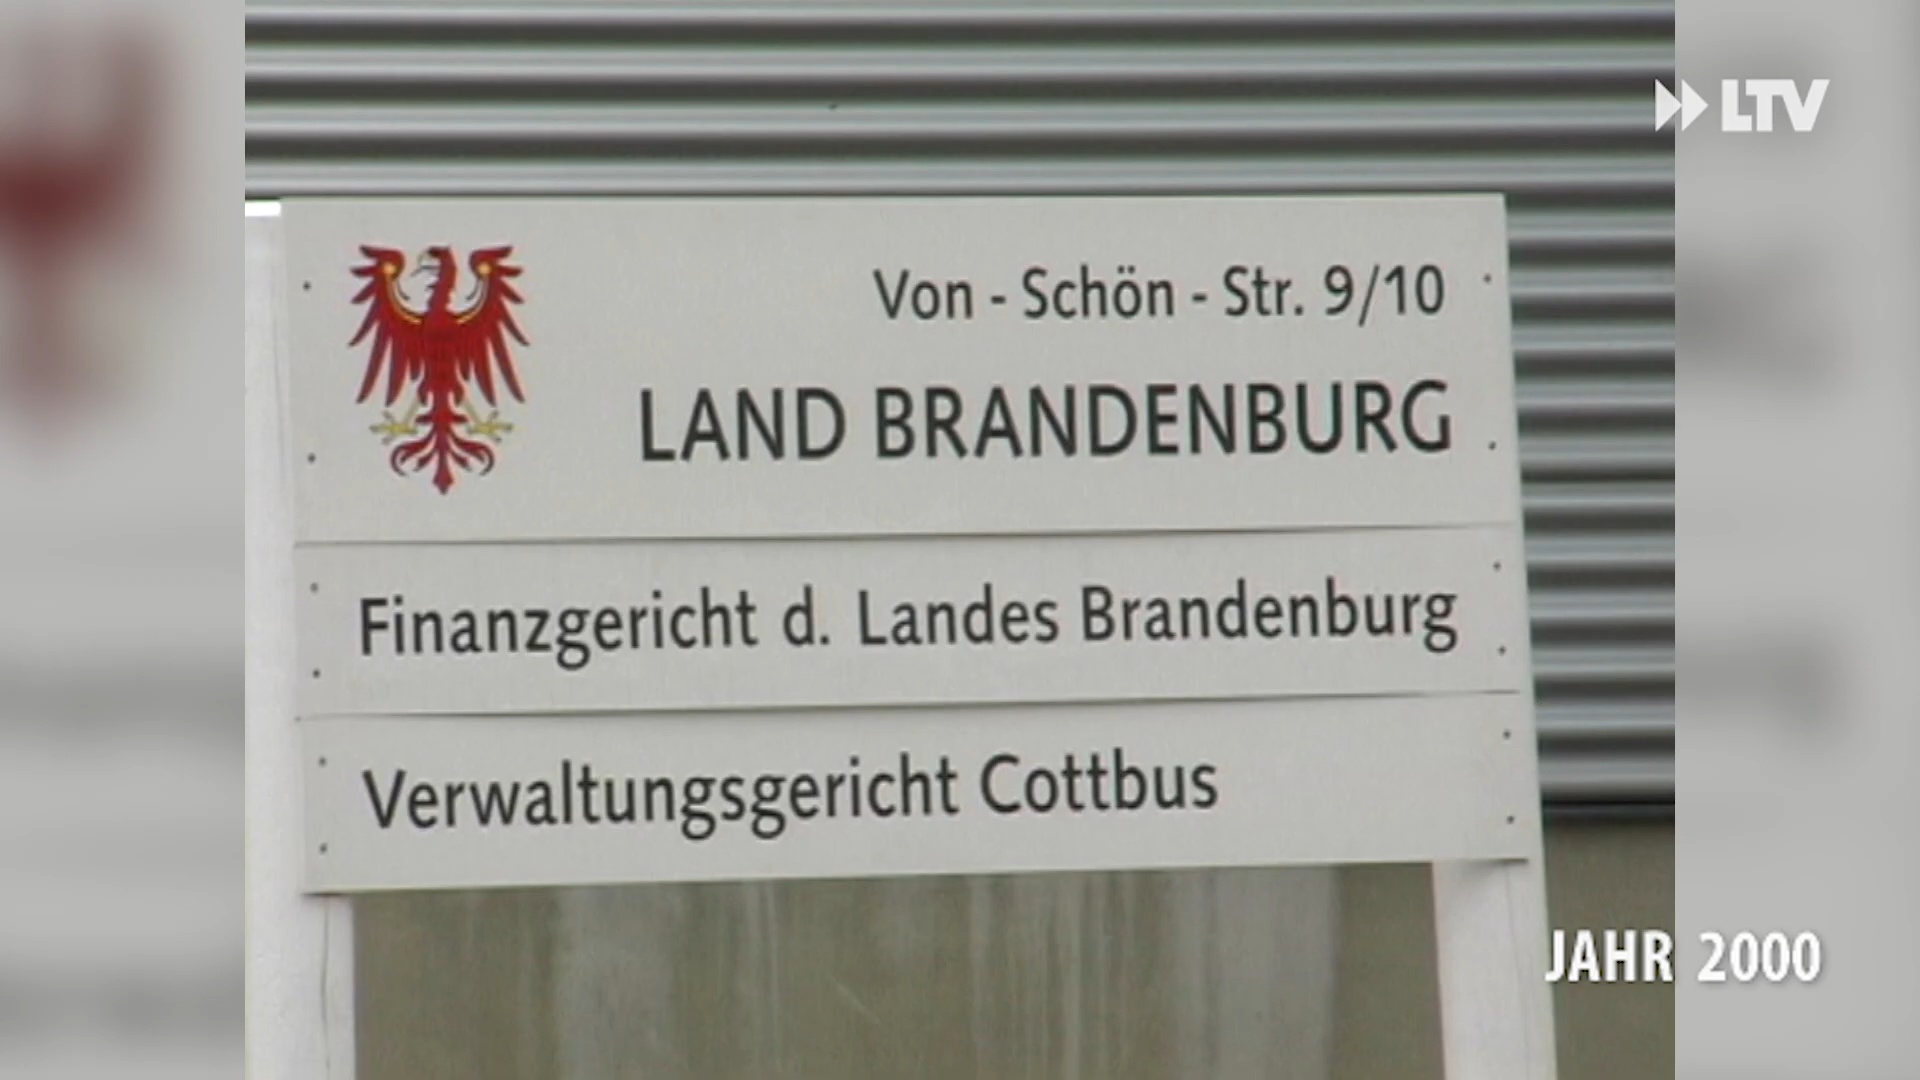 LTV
Von - Schön - Str. 9/10
LAND BRANDENBURG
Finanzgericht d. Landes Brandenburg
Verwaltungsgericht Cottbus
JAHR 2000